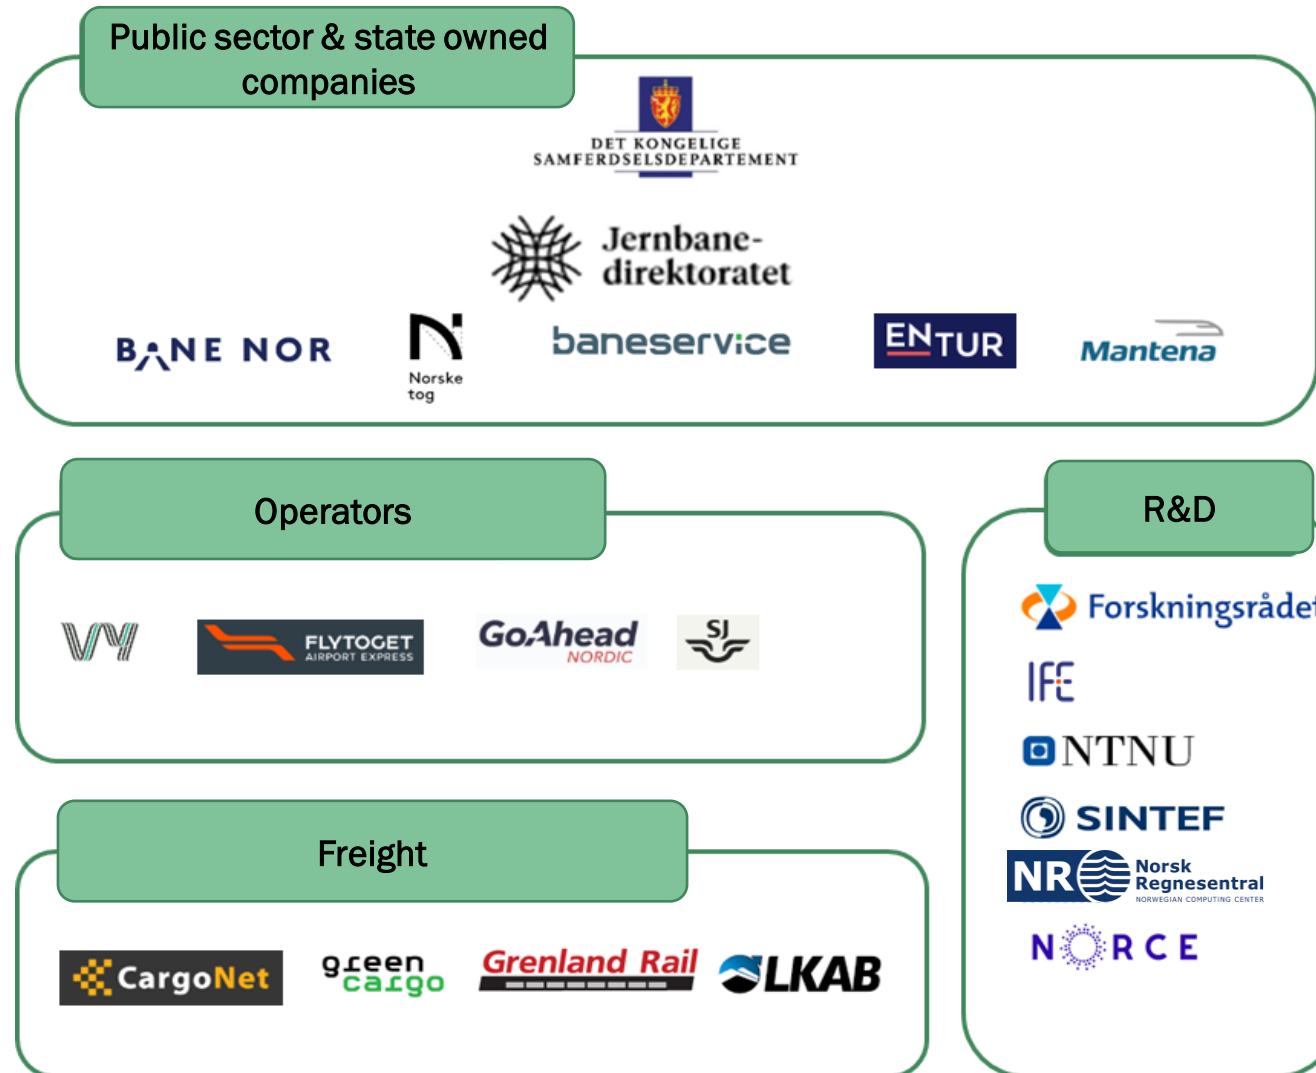 Public sector & state owned
companies
DET KONGELIGE
SAMFERDSELSDEPARTEMENT
Jernbane-
direktoratet
BANE NOR
Norske
tog
baneservice
ENTUR
Mantena
Operators
VY
FLYTOGET
AIRPORT EXPRESS
GoAhead
NORDIC
SJ
R&D
Forskningsrådet
IFE
NTNU
SINTEF
NR
Norsk
Regnesentral
NORWEGIAN COMPUTING CENTER
NORCE
Freight
CargoNet
green
cargo
Grenland Rail
LKAB